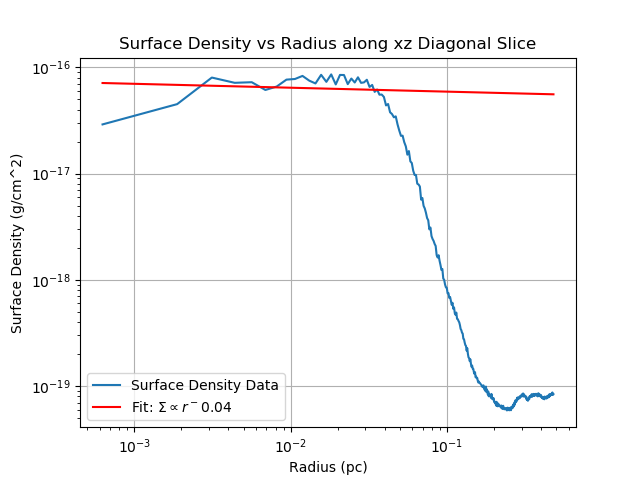 Surface Density vs Radius along xz Diagonal Slice
Surface Density (g/cm^2)
10⁻¹⁶
10⁻¹⁷
10⁻¹⁸
10⁻¹⁹
Surface Density Data
Fit: Σ ∝ r⁻0.04
10⁻³
10⁻²
10⁻¹
Radius (pc)